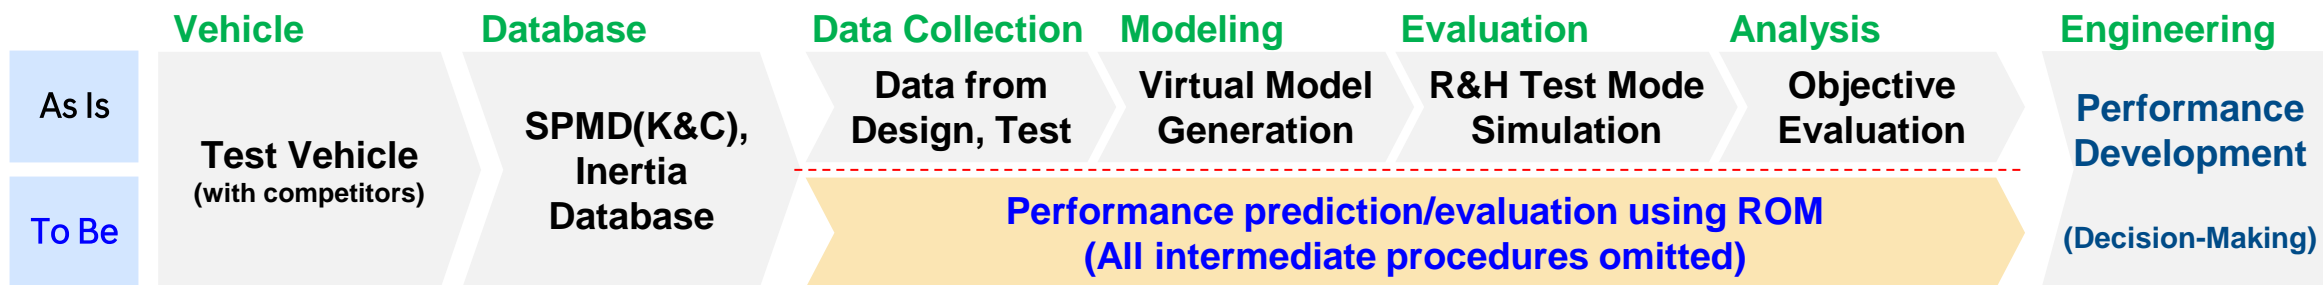 Vehicle
Database
Data Collection
Modeling
Evaluation
Analysis
Engineering
As Is
To Be
Test Vehicle
(with competitors)
SPMD(K&C),
Inertia
Database
Data from
Design, Test
Virtual Model
Generation
R&H Test Mode
Simulation
Objective
Evaluation
Performance prediction/evaluation using ROM
(All intermediate procedures omitted)
Performance
Development
(Decision-Making)